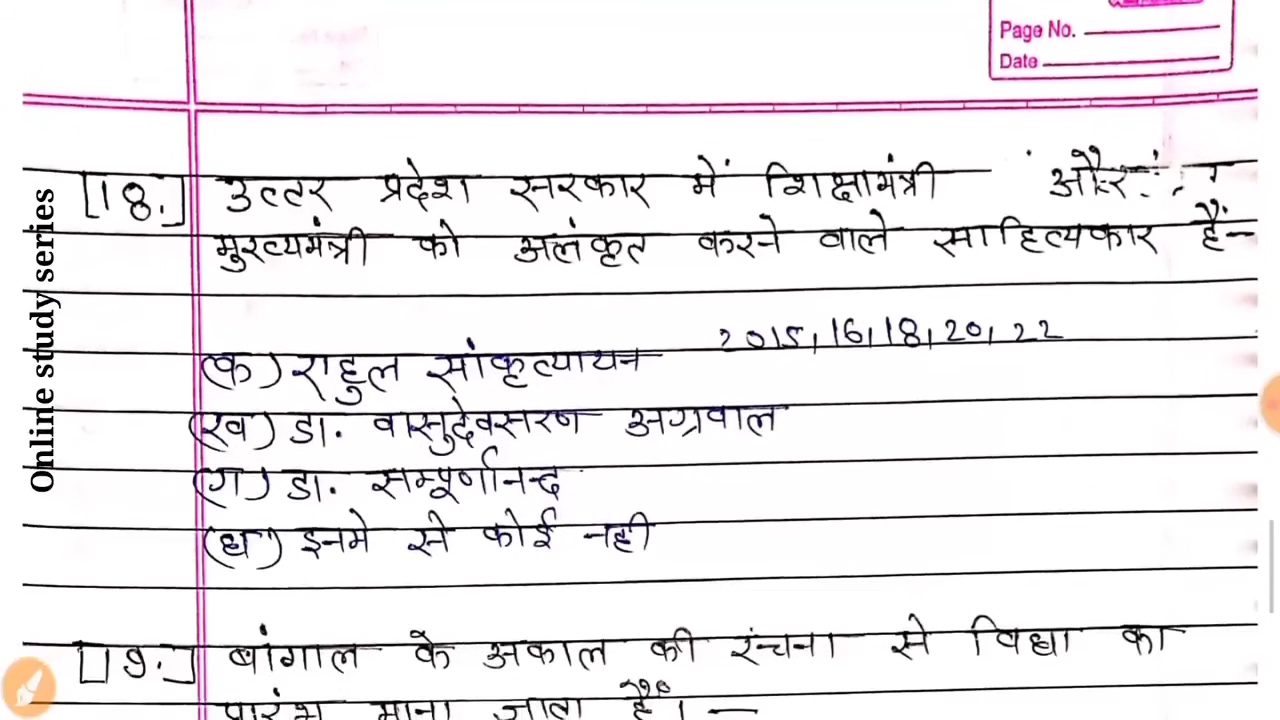 Page No.
Date
Online study series
[18.] उत्तर प्रदेश सरकार में शिक्षामंत्री और
मुख्यमंत्री को अलंकृत करने वाले साहित्यकार हैं-
2015, 16, 18, 20, 22
(क) राहुल सांकृत्यायन
(ख) डा. वासुदेवसरण अग्रवाल
(ग) डा. सम्पूर्णानन्द
(घ) इनमे से कोई नही
[19.] बांगाल के अकाल की रंचना से विधा का
प्रारंभ माना जाता है। -